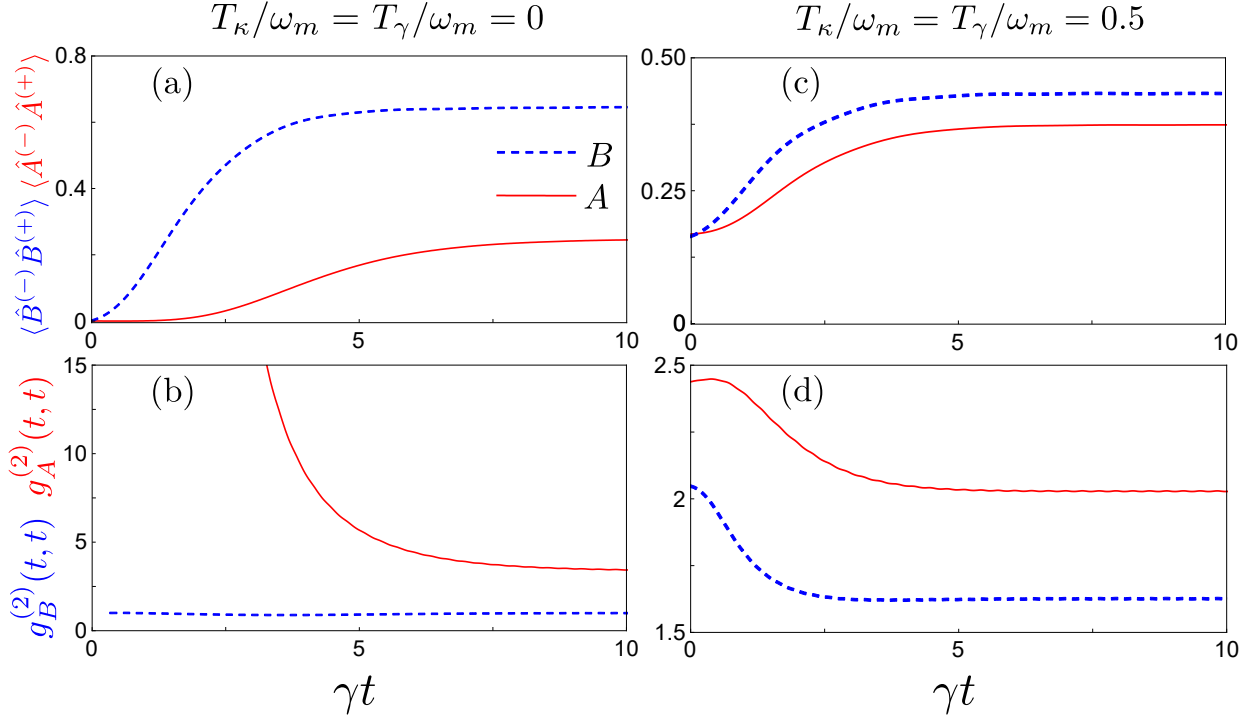 T_κ/ω_m = T_γ/ω_m = 0
T_κ/ω_m = T_γ/ω_m = 0.5
⟨B̂^(−) B̂^(+)⟩ ⟨Â^(−) Â^(+)⟩
(a)
0.8
0.4
0
0
5
10
B
A
(c)
0.50
0.25
0
0
5
10
g_B^(2)(t, t) g_A^(2)(t, t)
(b)
15
10
5
0
0
5
10
γt
(d)
2.5
2
1.5
0
5
10
γt